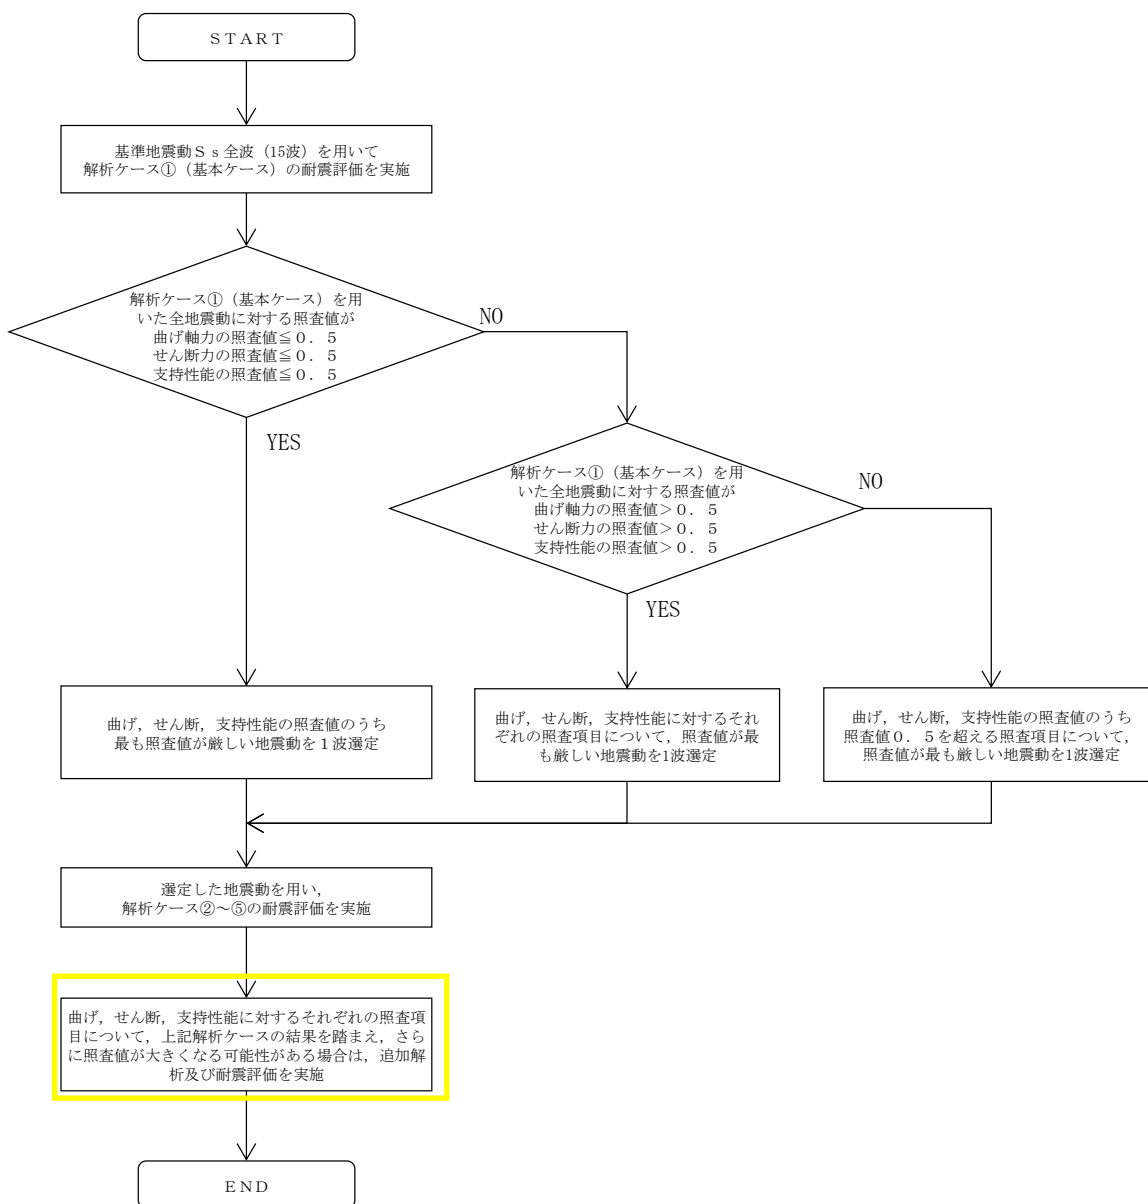 ＳＴＡＲＴ
基準地震動Ｓｓ全波（15波）を用いて
解析ケース①（基本ケース）の耐震評価を実施
解析ケース①（基本ケース）を用
いた全地震動に対する照査値が
曲げ軸力の照査値≦０．５
せん断力の照査値≦０．５
支持性能の照査値≦０．５
NO
YES
解析ケース①（基本ケース）を用
いた全地震動に対する照査値が
曲げ軸力の照査値＞０．５
せん断力の照査値＞０．５
支持性能の照査値＞０．５
NO
YES
曲げ，せん断，支持性能の照査値のうち
最も照査値が厳しい地震動を１波選定
曲げ，せん断，支持性能に対するそれ
ぞれの照査項目について，照査値が最
も厳しい地震動を1波選定
曲げ，せん断，支持性能の照査値のうち
照査値０．５を超える照査項目について，
照査値が最も厳しい地震動を1波選定
選定した地震動を用い，
解析ケース②～⑤の耐震評価を実施
曲げ，せん断，支持性能に対するそれぞれの照査項
目について，上記解析ケースの結果を踏まえ，さら
に照査値が大きくなる可能性がある場合は，追加解
析及び耐震評価を実施
ＥＮＤ